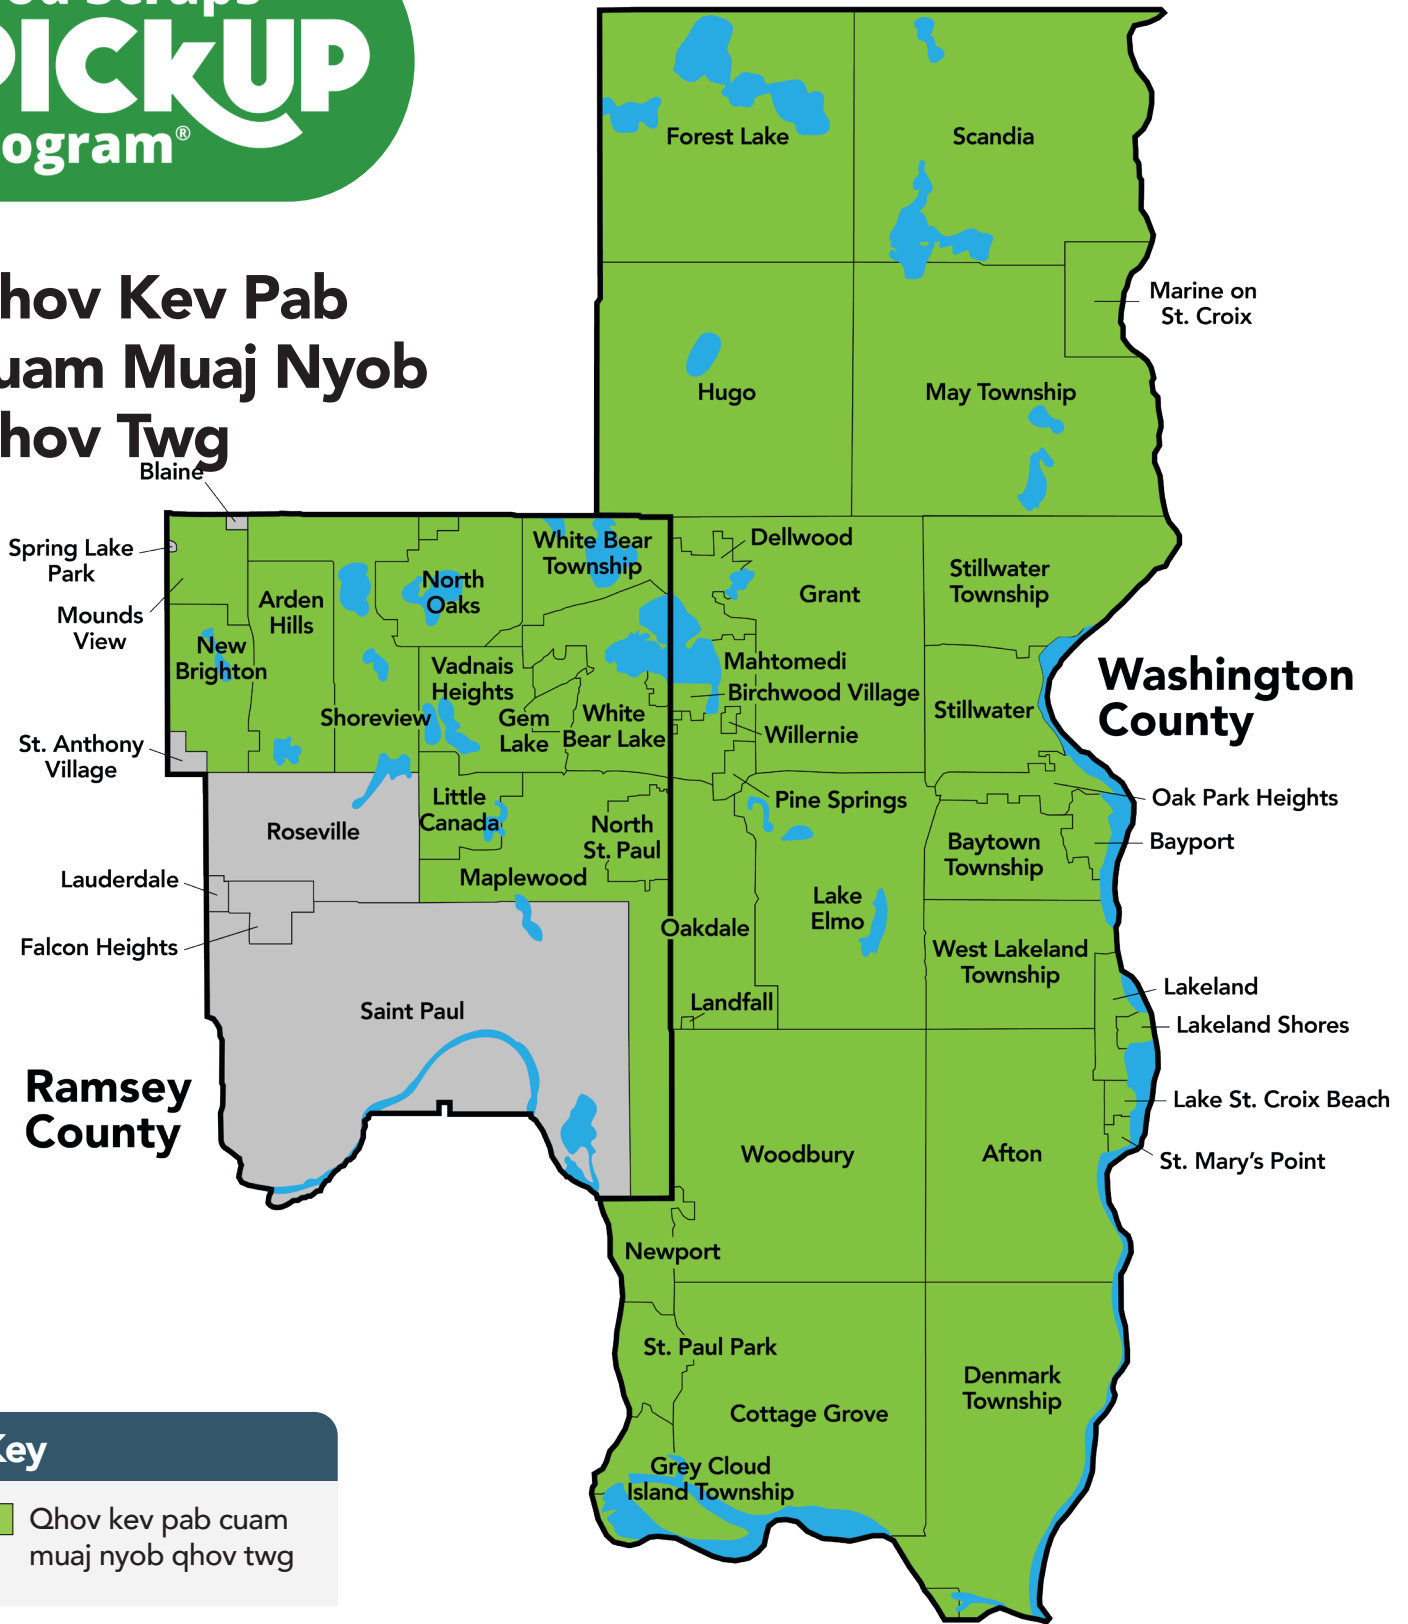 PICKUP
ogram®
hov Kev Pab
uam Muaj Nyob
hov Twg
Blaine
Spring Lake
Park
Mounds
View
New
Brighton
Arden
Hills
North
Oaks
White Bear
Township
Shoreview
Vadnais
Heights
Gem
Lake
White
Bear Lake
St. Anthony
Village
Roseville
Little
Canada
North
St. Paul
Maplewood
Lauderdale
Falcon Heights
Saint Paul
Ramsey
County
Forest Lake
Scandia
Marine on
St. Croix
Hugo
May Township
Dellwood
Grant
Stillwater
Township
Mahtomedi
Birchwood Village
Willernie
Stillwater
Washington
County
Pine Springs
Oak Park Heights
Baytown
Township
Bayport
Lake
Elmo
Oakdale
West Lakeland
Township
Landfall
Lakeland
Lakeland Shores
Lake St. Croix Beach
St. Mary's Point
Woodbury
Afton
Newport
St. Paul Park
Cottage Grove
Denmark
Township
Grey Cloud
Island Township
Key
Qhov kev pab cuam
muaj nyob qhov twg